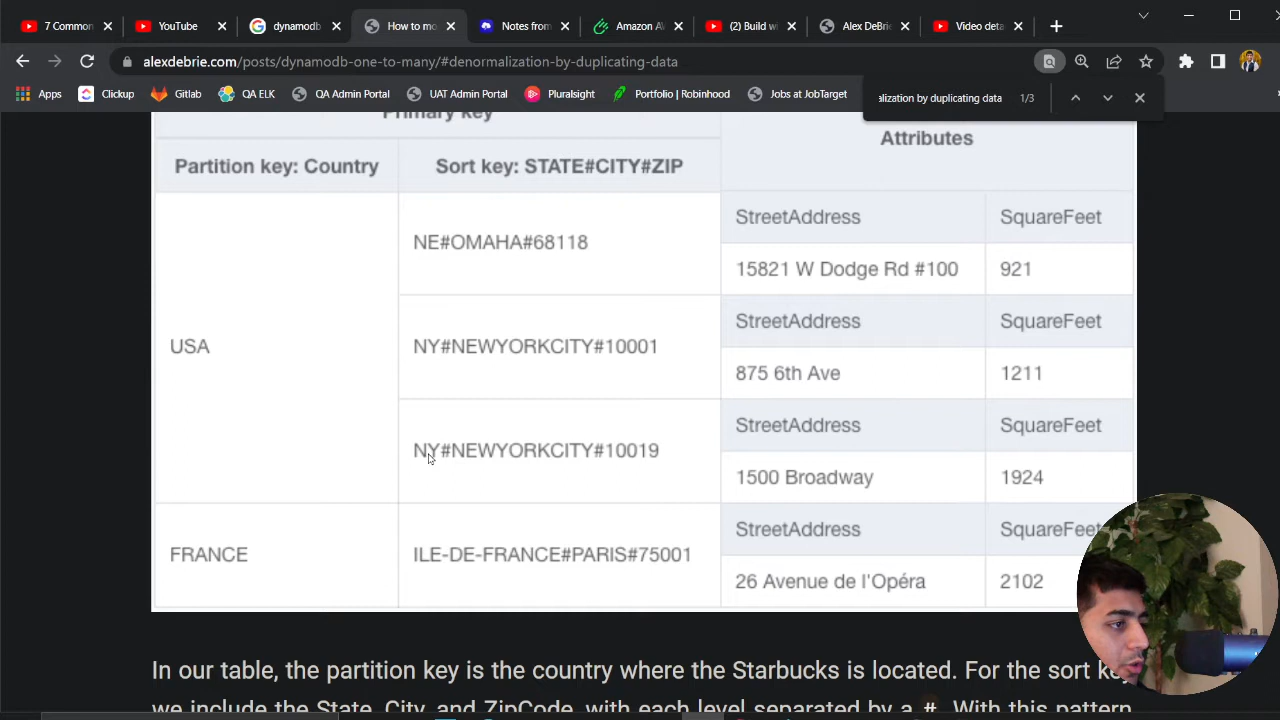 7 Common
YouTube
dynamodb
How to mo
Notes from
Amazon A
(2) Build wi
Alex DeBrie
Video deta
alexdebrie.com/posts/dynamodb-one-to-many/#denormalization-by-duplicating-data
Apps
Clickup
Gitlab
QA ELK
QA Admin Portal
UAT Admin Portal
Pluralsight
Portfolio | Robinhood
Jobs at JobTarget
alization by duplicating data
1/3
Primary key
Attributes
Partition key: Country
Sort key: STATE#CITY#ZIP
USA
NE#OMAHA#68118
StreetAddress
SquareFeet
15821 W Dodge Rd #100
921
NY#NEWYORKCITY#10001
StreetAddress
SquareFeet
875 6th Ave
1211
NY#NEWYORKCITY#10019
StreetAddress
SquareFeet
1500 Broadway
1924
FRANCE
ILE-DE-FRANCE#PARIS#75001
StreetAddress
SquareFeet
26 Avenue de l'Opéra
2102
In our table, the partition key is the country where the Starbucks is located. For the sort key
we include the State, City, and ZipCode, with each level separated by a #. With this pattern